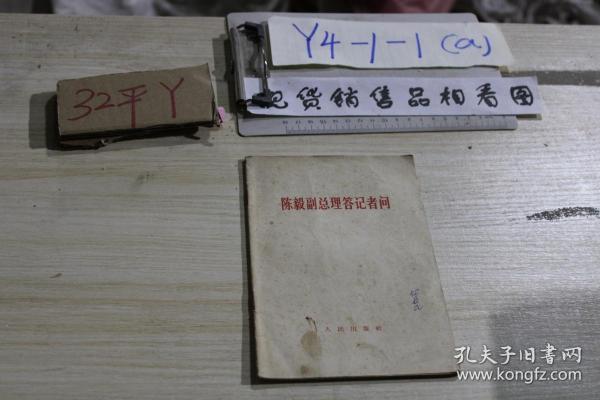 Y4-1-1(a)
现货销售品相看图
32平Y
陈毅副总理答记者问
人民出版社
孔夫子旧书网
www.kongfz.com